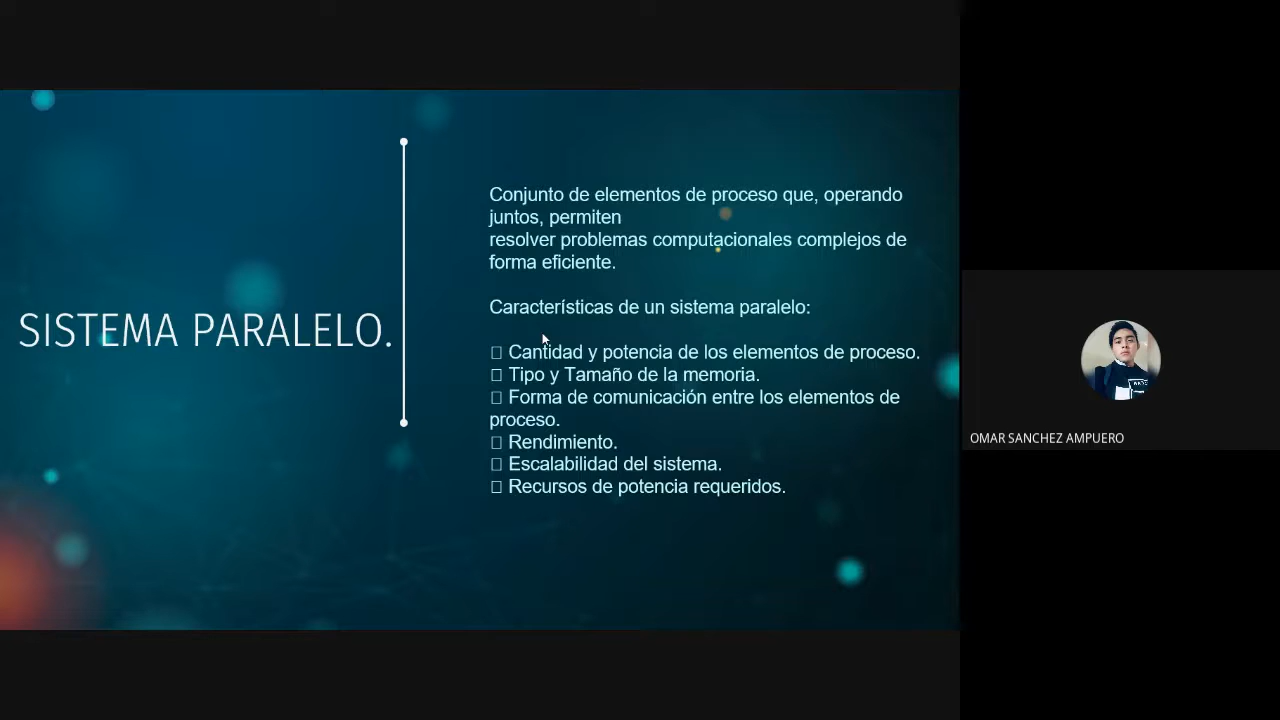 SISTEMA PARALELO.
Conjunto de elementos de proceso que, operando
juntos, permiten
resolver problemas computacionales complejos de
forma eficiente.
Características de un sistema paralelo:
Cantidad y potencia de los elementos de proceso.
Tipo y Tamaño de la memoria.
Forma de comunicación entre los elementos de
proceso.
Rendimiento.
Escalabilidad del sistema.
Recursos de potencia requeridos.
OMAR SANCHEZ AMPUERO